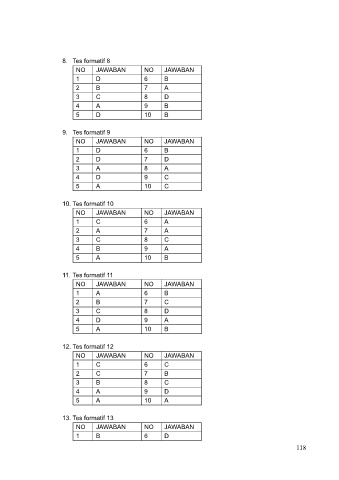 8. Tes formatif 8
NO JAWABAN NO JAWABAN
1 D 6 B
2 B 7 A
3 C 8 D
4 A 9 B
5 D 10 B
9. Tes formatif 9
NO JAWABAN NO JAWABAN
1 D 6 B
2 D 7 D
3 A 8 A
4 D 9 C
5 A 10 C
10. Tes formatif 10
NO JAWABAN NO JAWABAN
1 C 6 A
2 A 7 A
3 C 8 C
4 B 9 A
5 A 10 B
11. Tes formatif 11
NO JAWABAN NO JAWABAN
1 A 6 B
2 B 7 C
3 C 8 D
4 D 9 A
5 A 10 B
12. Tes formatif 12
NO JAWABAN NO JAWABAN
1 C 6 C
2 C 7 B
3 B 8 C
4 A 9 D
5 A 10 A
13. Tes formatif 13
NO JAWABAN NO JAWABAN
1 B 6 D
118